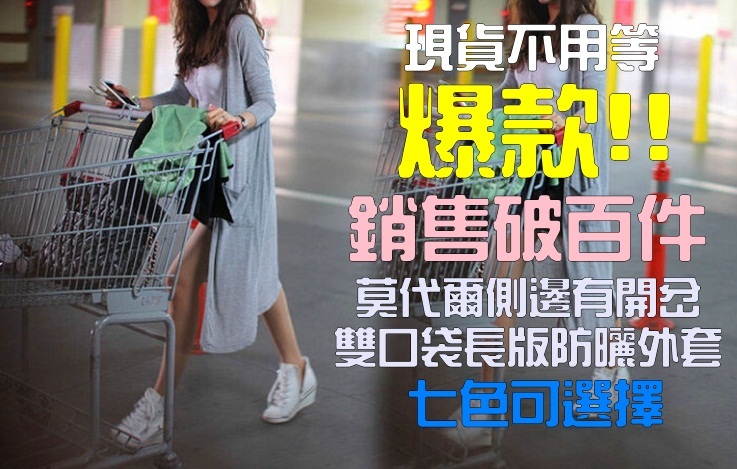 現貨不用等
爆款!!
銷售破百件
莫代爾側邊有開岔
雙口袋長版防曬外套
七色可選擇